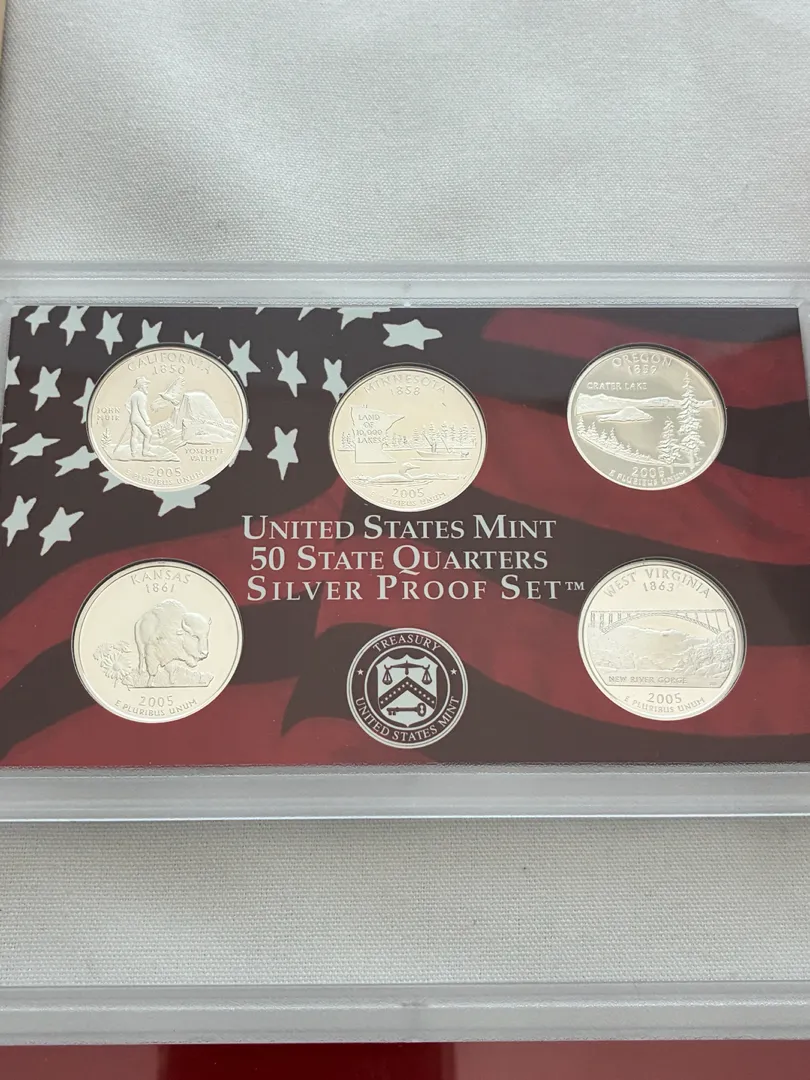 CALIFORNIA
1850
JOHN
MUIR
YOSEMITE
VALLEY
2005
E PLURIBUS UNUM
MINNESOTA
1858
LAND
OF
10,000
LAKES
2005
E PLURIBUS UNUM
OREGON
1859
CRATER LAKE
2005
E PLURIBUS UNUM
UNITED STATES MINT
50 STATE QUARTERS
SILVER PROOF SET™
KANSAS
1861
2005
E PLURIBUS UNUM
TREASURY
UNITED STATES MINT
WEST VIRGINIA
1863
NEW RIVER GORGE
2005
E PLURIBUS UNUM